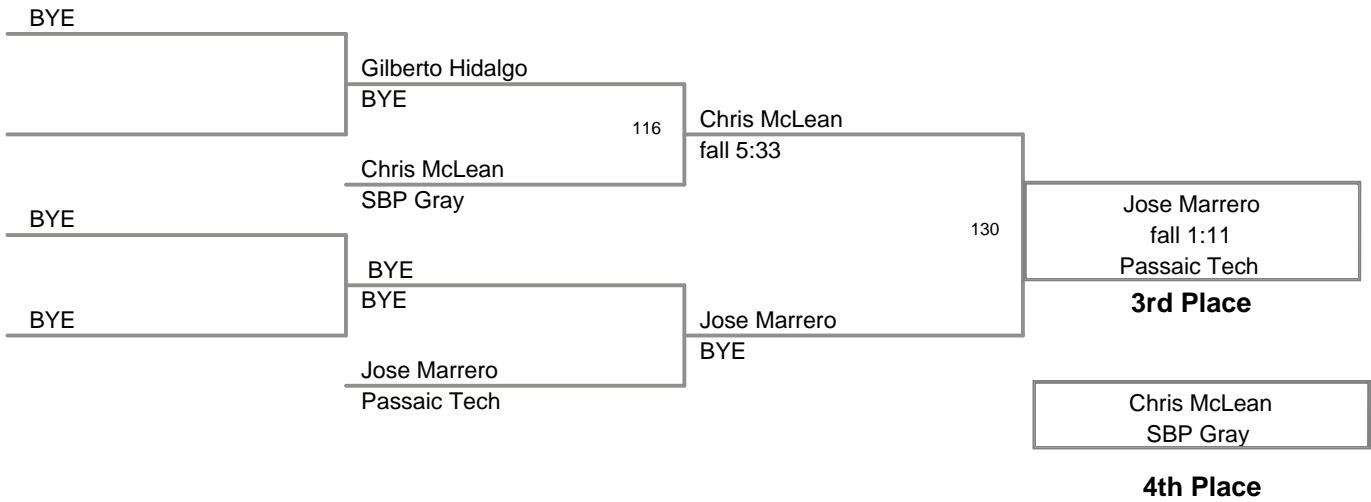 BYE
Gilberto Hidalgo
BYE
116
Chris McLean
fall 5:33
Chris McLean
SBP Gray
BYE
130
Jose Marrero
fall 1:11
Passaic Tech
3rd Place
BYE
BYE
BYE
Jose Marrero
BYE
Jose Marrero
Passaic Tech
Chris McLean
SBP Gray
4th Place